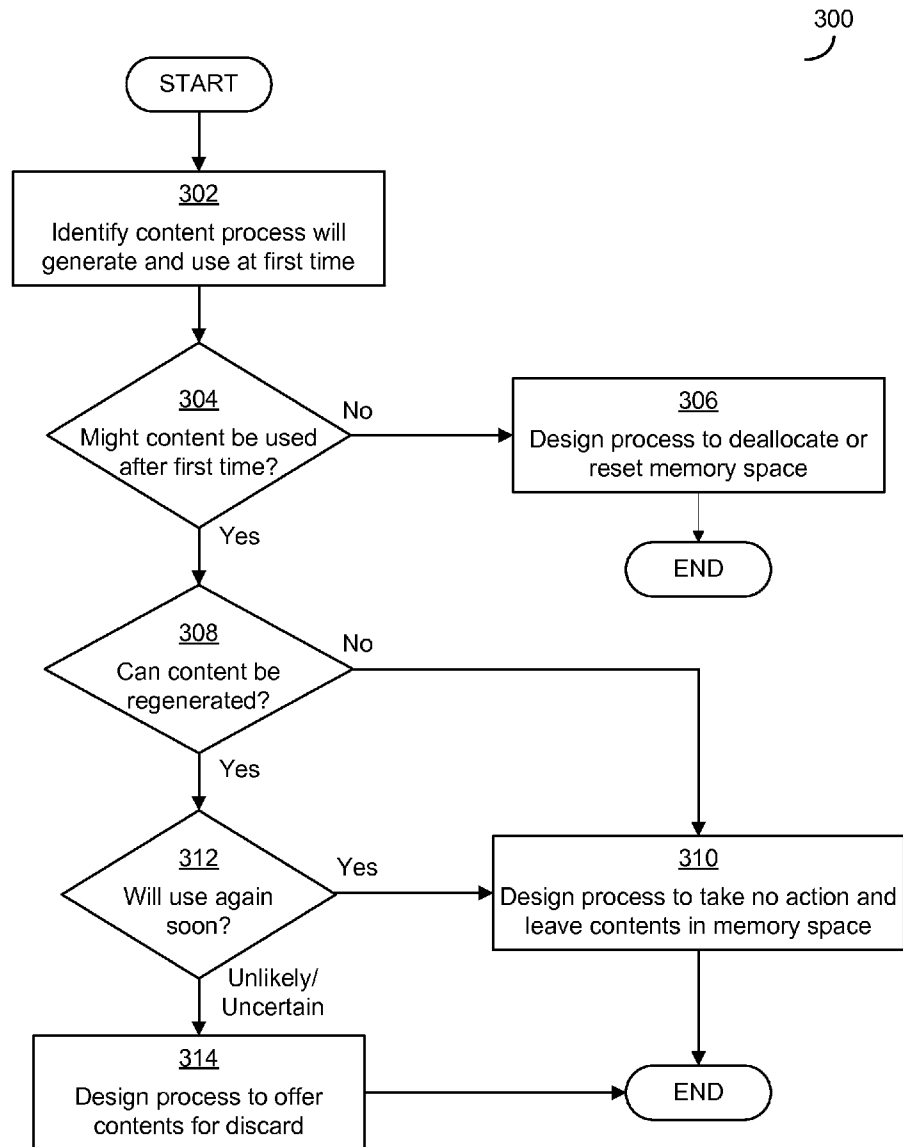 300
START
302
Identify content process will
generate and use at first time
304
Might content be used
after first time?
No
306
Design process to deallocate or
reset memory space
END
Yes
308
Can content be
regenerated?
No
Yes
312
Will use again
soon?
Yes
310
Design process to take no action and
leave contents in memory space
Unlikely/
Uncertain
314
Design process to offer
contents for discard
END